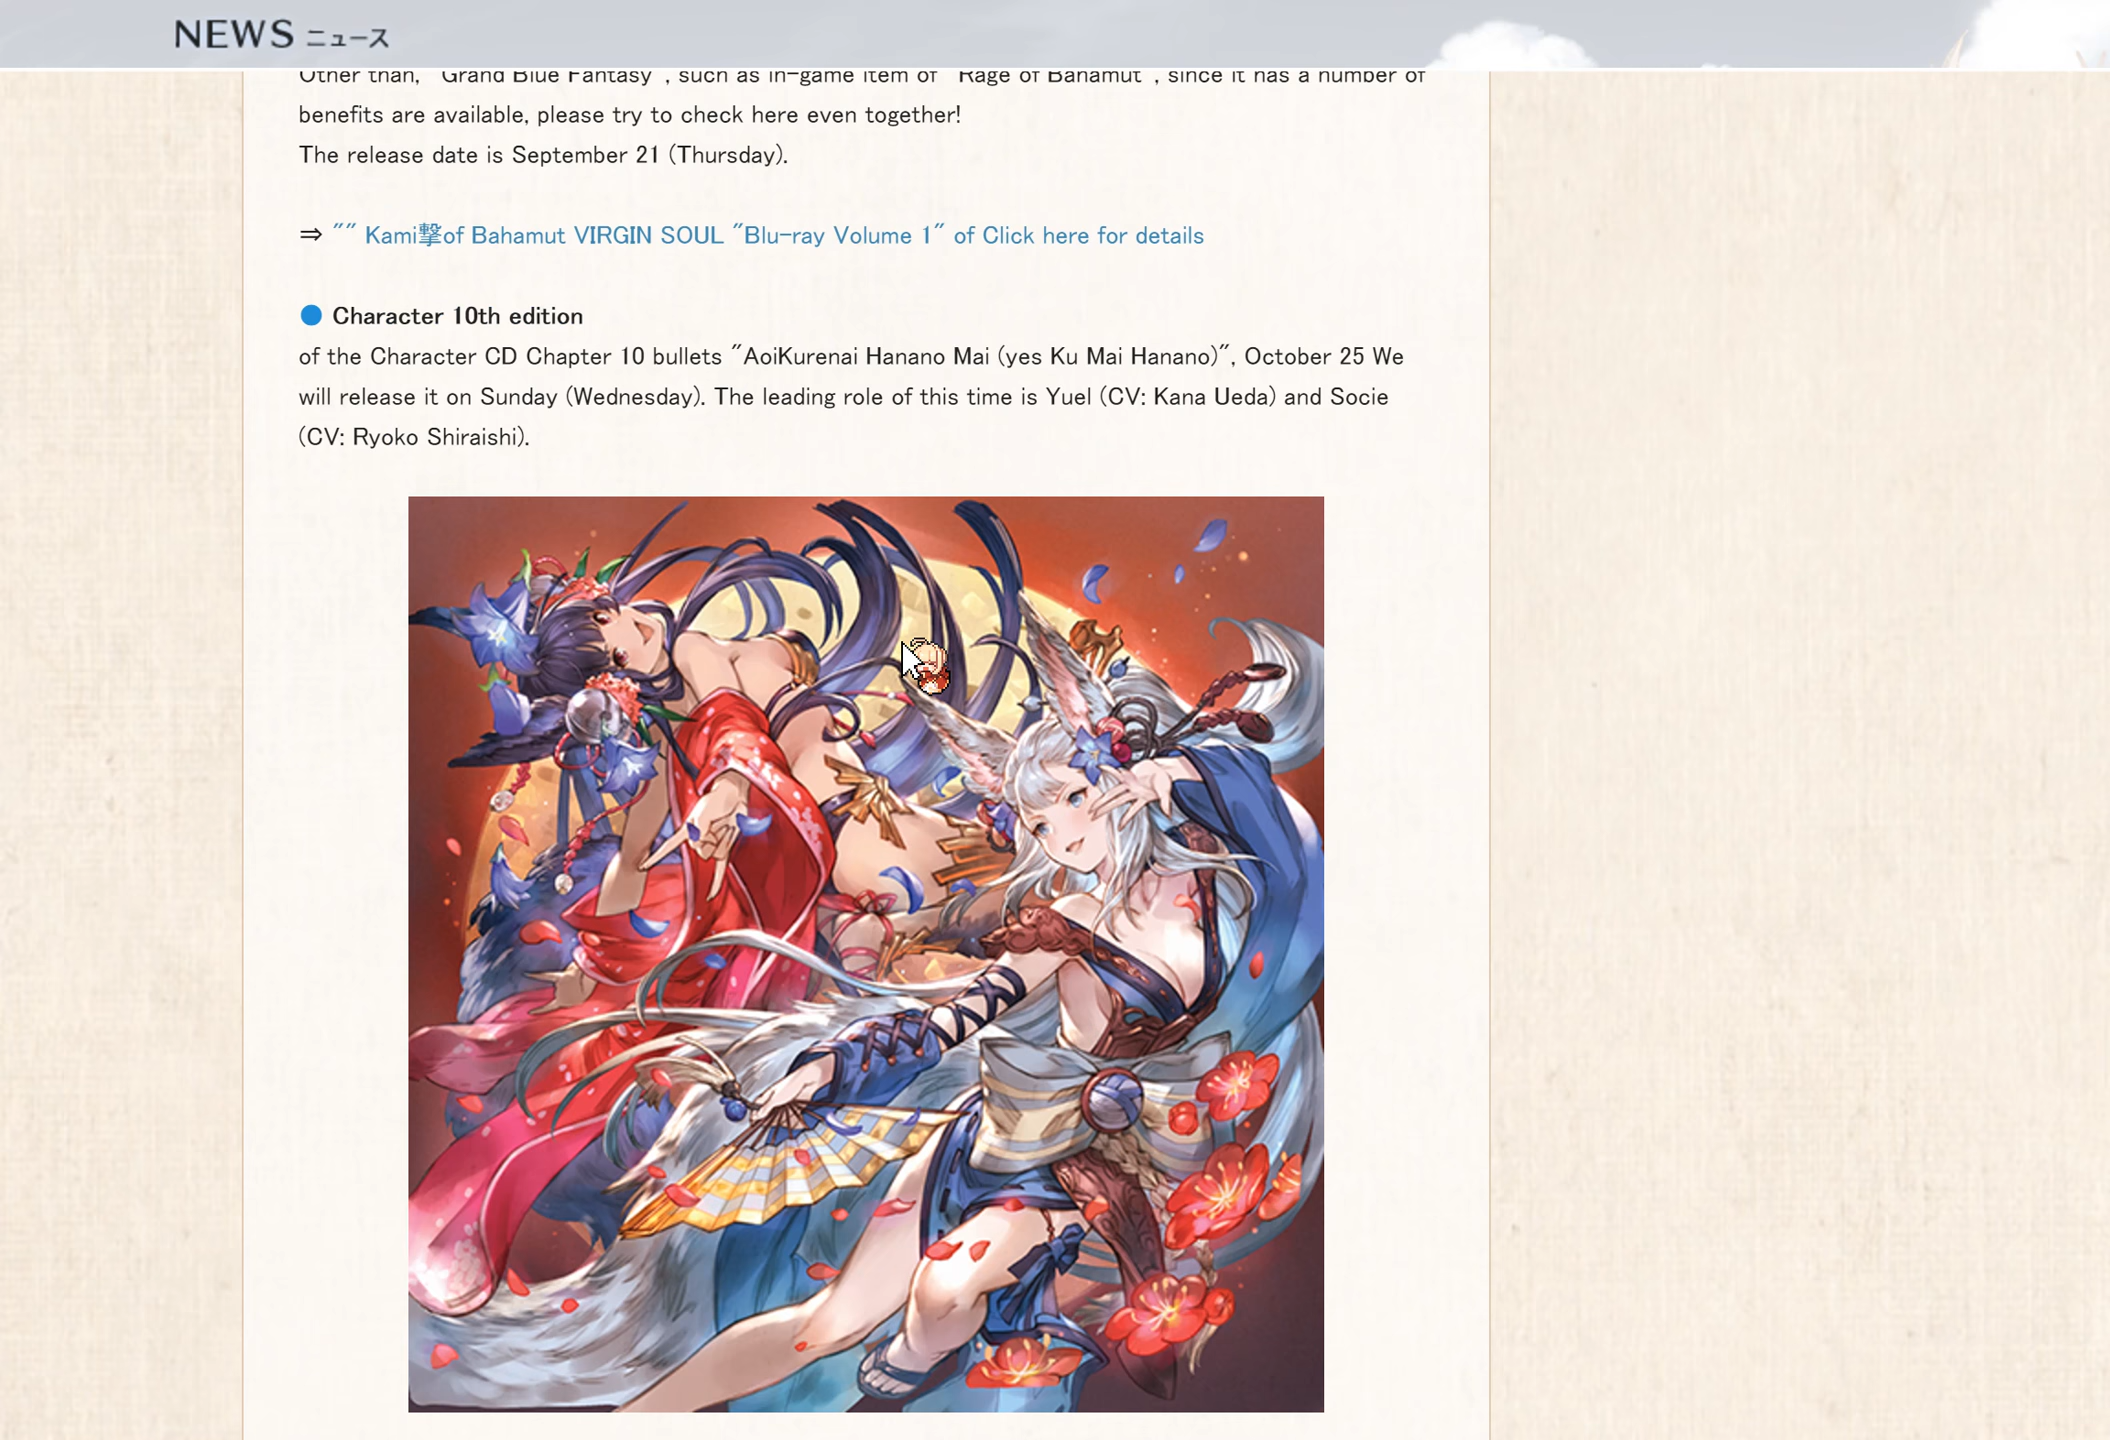 NEWS ニュース
Other than, "Grand Blue Fantasy", such as in-game item of "Rage of Bahamut", since it has a number of
benefits are available, please try to check here even together!
The release date is September 21 (Thursday).
⇒ "" Kami撃of Bahamut VIRGIN SOUL "Blu-ray Volume 1" of Click here for details
● Character 10th edition
of the Character CD Chapter 10 bullets "AoiKurenai Hanano Mai (yes Ku Mai Hanano)", October 25 We
will release it on Sunday (Wednesday). The leading role of this time is Yuel (CV: Kana Ueda) and Socie
(CV: Ryoko Shiraishi).